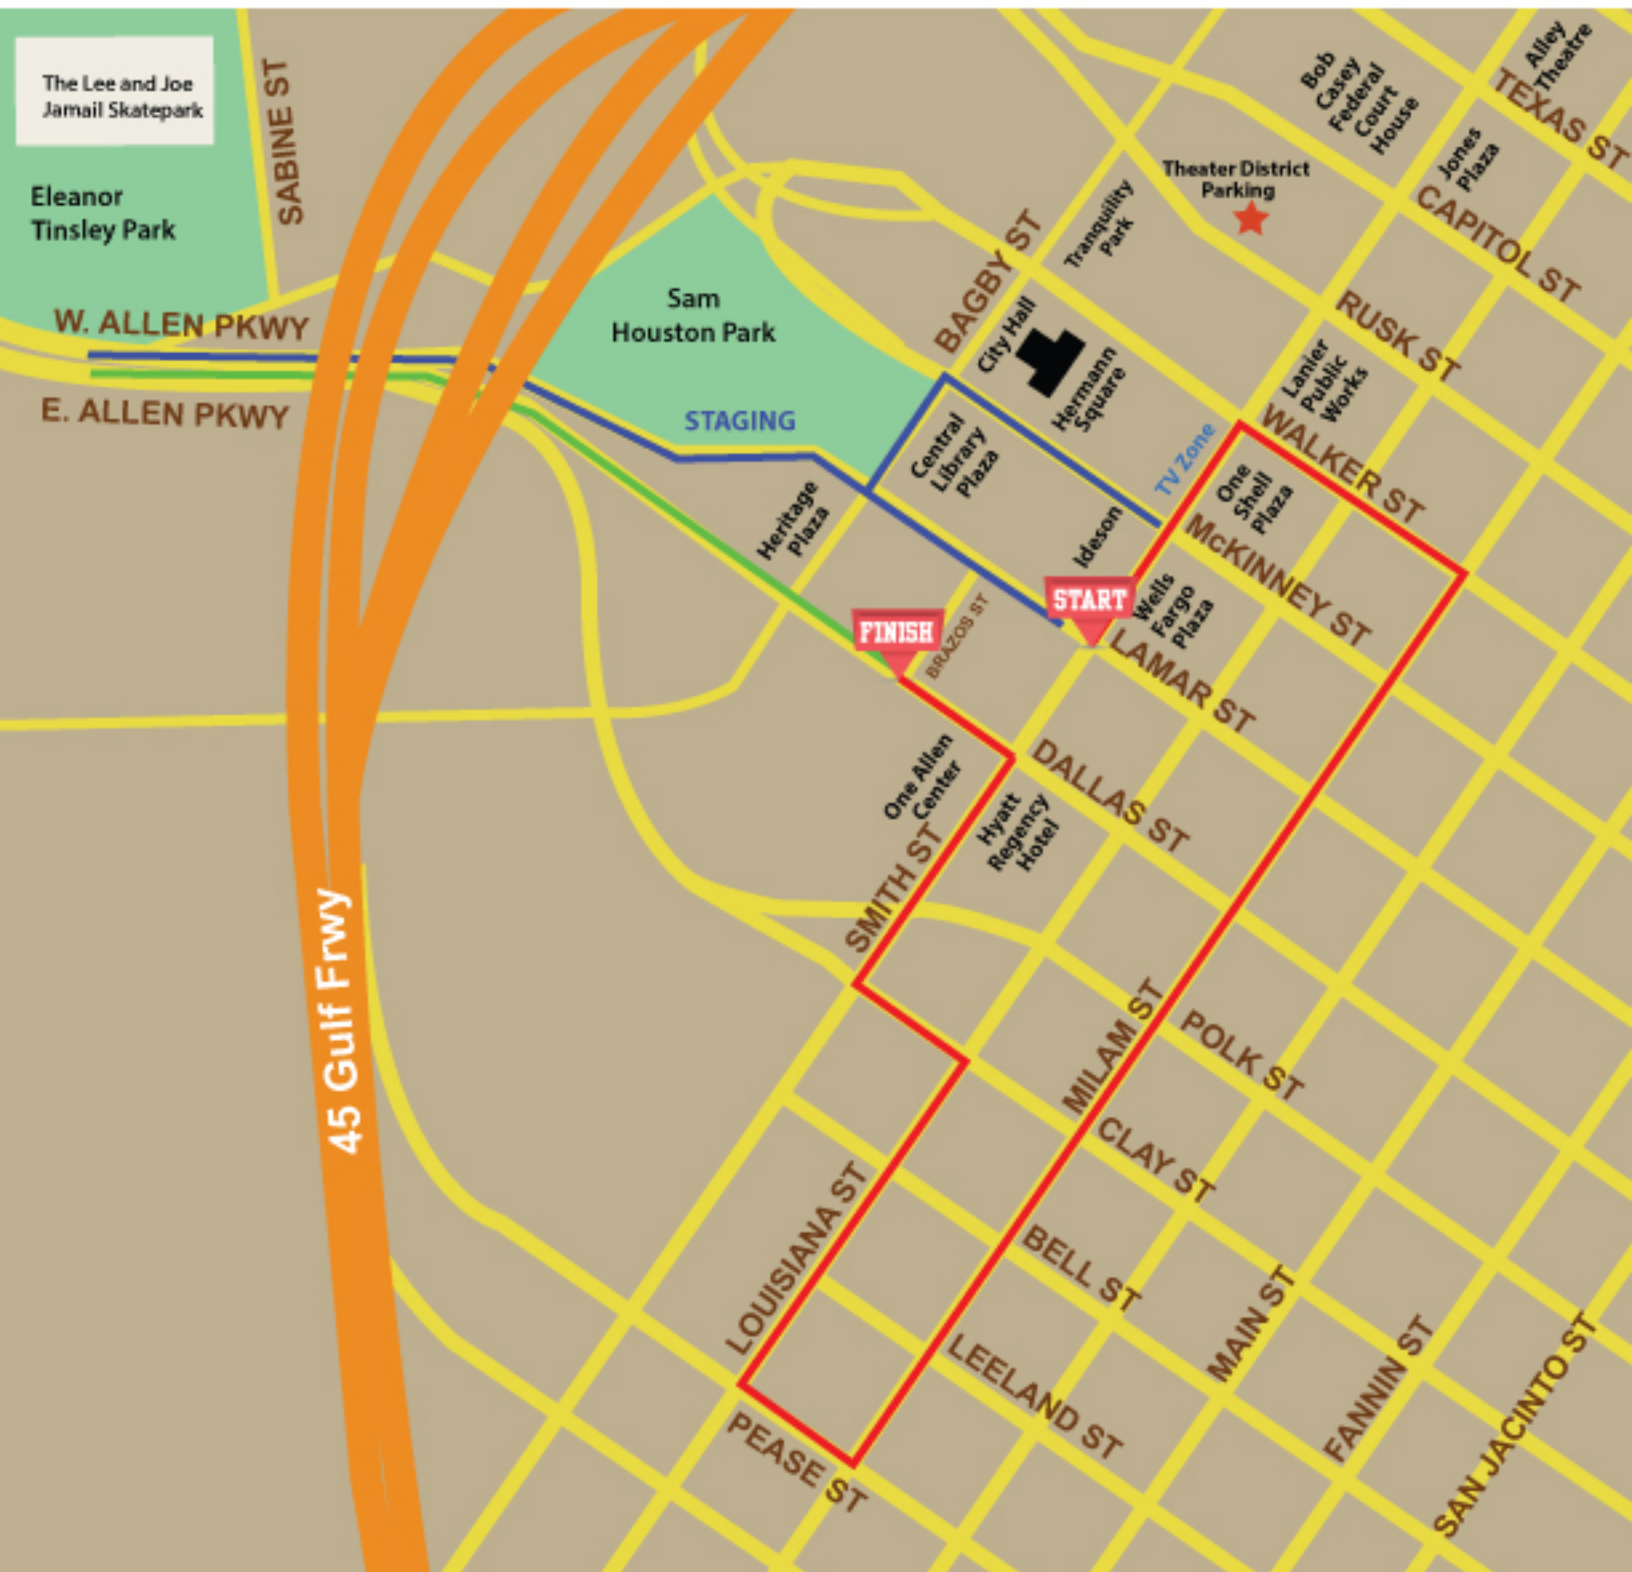 The Lee and Joe
Jamail Skatepark
SABINE ST
Eleanor
Tinsley Park
W. ALLEN PKWY
E. ALLEN PKWY
Sam
Houston Park
STAGING
BAGBY ST
Tranquility
Park
Theater District
Parking
Bob
Casey
Federal
Court
House
Alley
Theatre
TEXAS ST
Jones
Plaza
CAPITOL ST
RUSK ST
City Hall
Hermann
Square
Lanier
Public
Works
Central
Library
Plaza
TV Zone
WALKER ST
One
Shell
Plaza
Heritage
Plaza
Ideson
McKINNEY ST
START
Wells
Fargo
Plaza
FINISH
BRAZOS ST
LAMAR ST
One Allen
Center
DALLAS ST
Hyatt
Regency
Hotel
SMITH ST
45 Gulf Frwy
MILAM ST
POLK ST
CLAY ST
LOUISIANA ST
BELL ST
MAIN ST
LEELAND ST
FANNIN ST
SAN JACINTO ST
PEASE ST